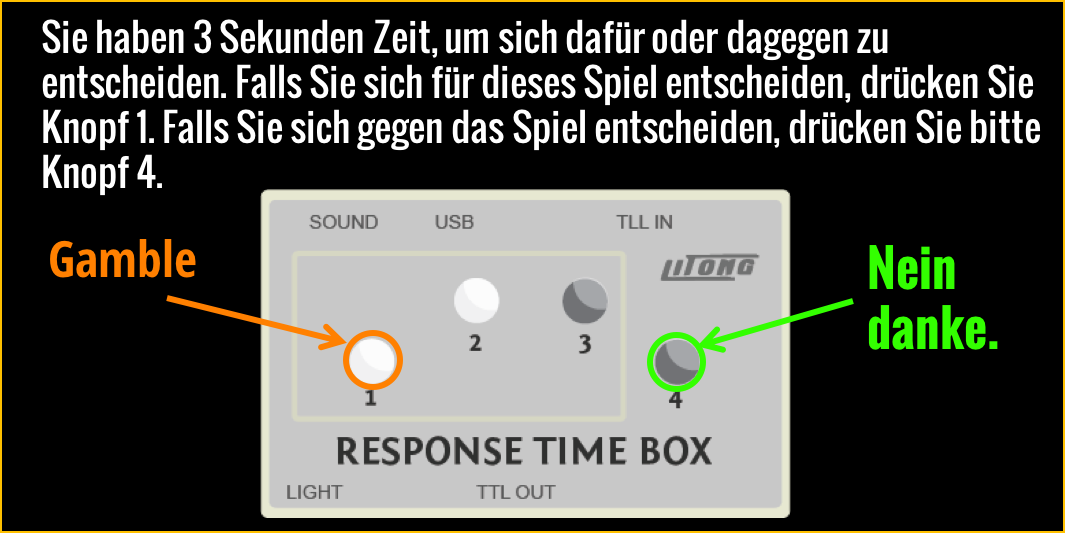 Sie haben 3 Sekunden Zeit, um sich dafür oder dagegen zu
entscheiden. Falls Sie sich für dieses Spiel entscheiden, drücken Sie
Knopf 1. Falls Sie sich gegen das Spiel entscheiden, drücken Sie bitte
Knopf 4.
SOUND USB TLL IN
Gamble
LITONG
Nein
danke.
2 3
1 4
RESPONSE TIME BOX
LIGHT TTL OUT